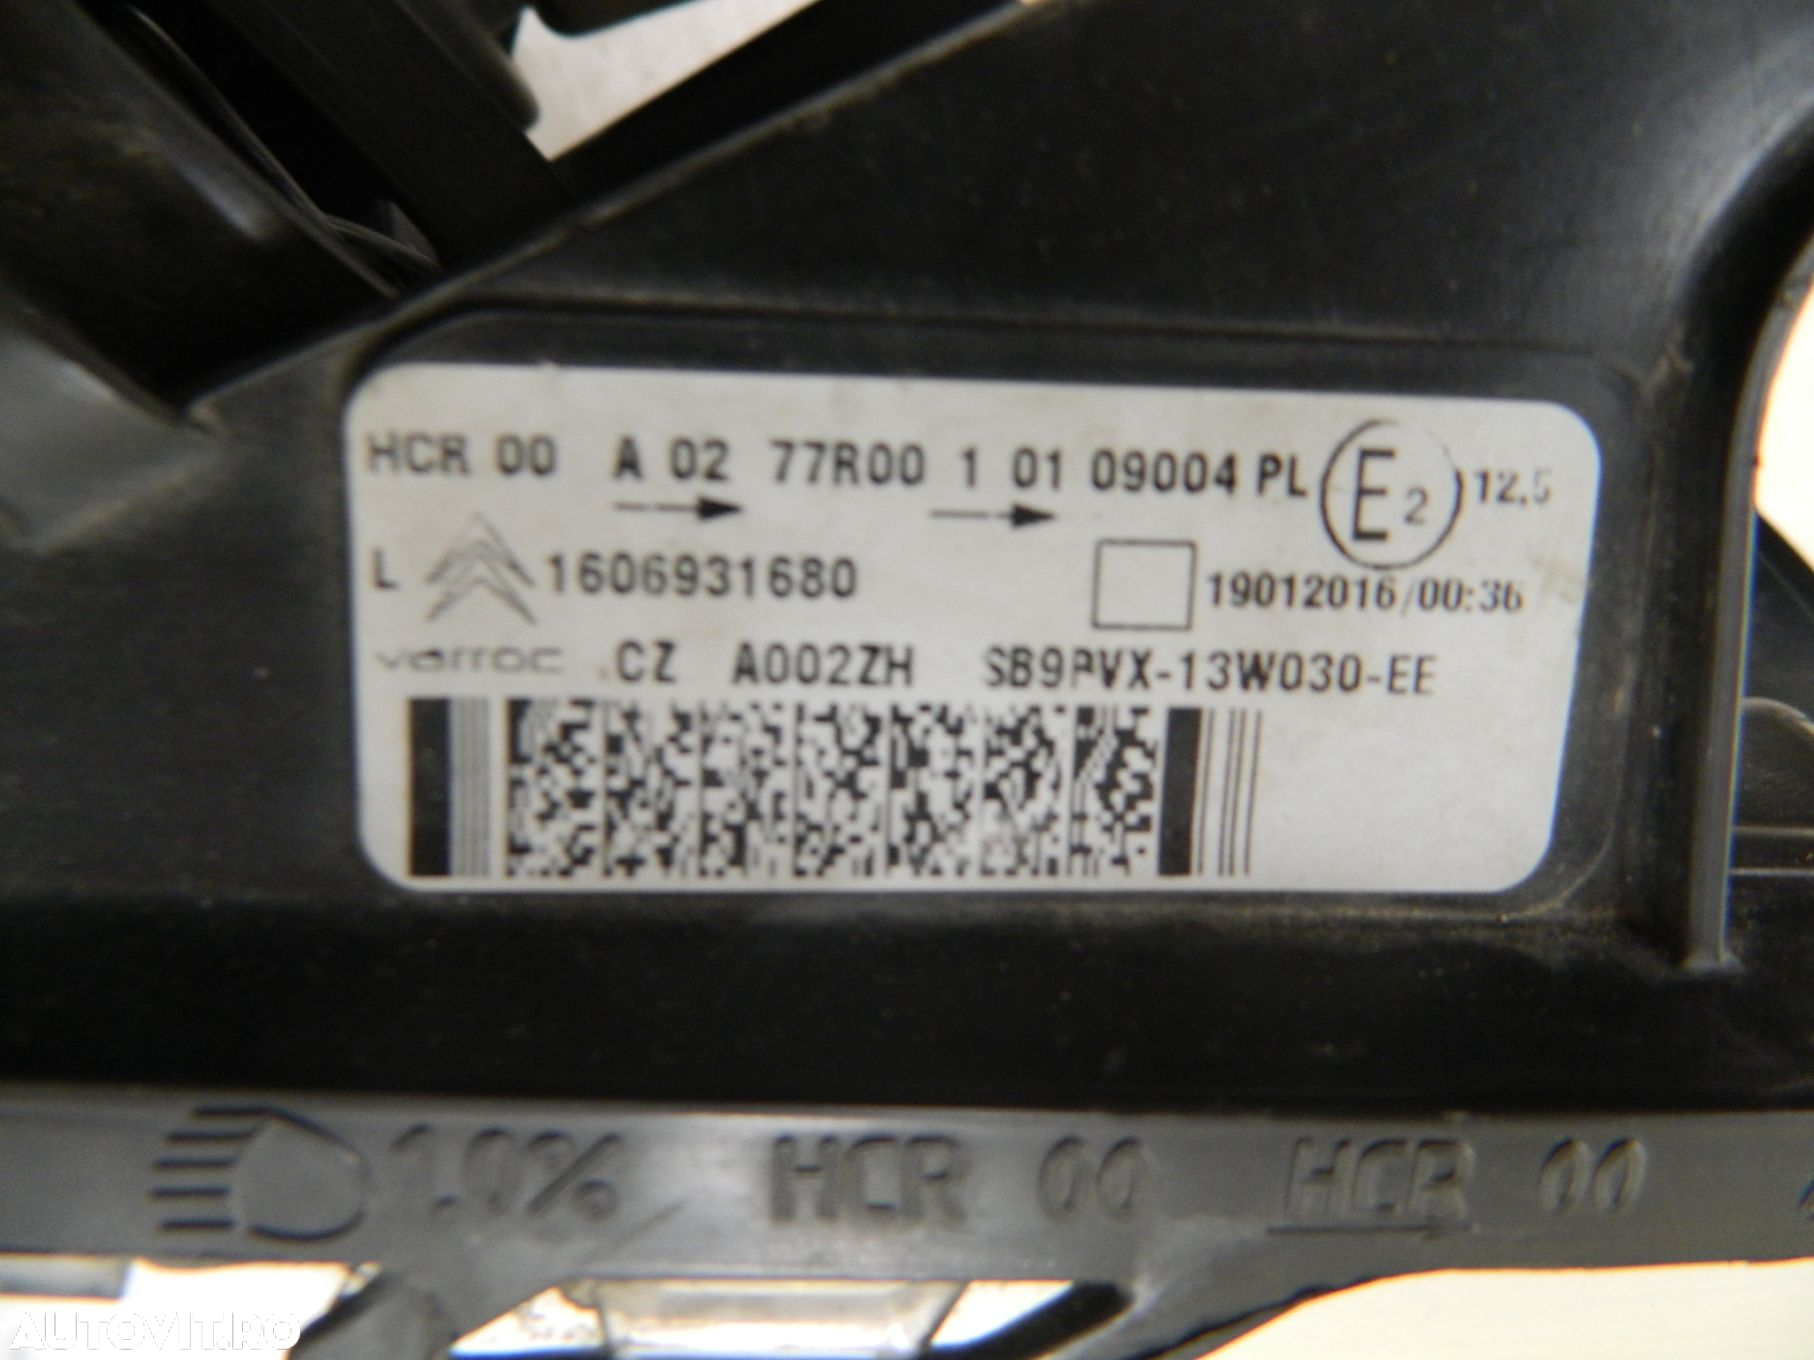 HCR 00 A 02 77R00 1 01 09004 PL E2 12,5
L 1606931680 19012016/00:36
varroc CZ A002ZH SB9PVX-13W030-EE
1.0% HCR 00 HCR 00
AUTOVIT.RO